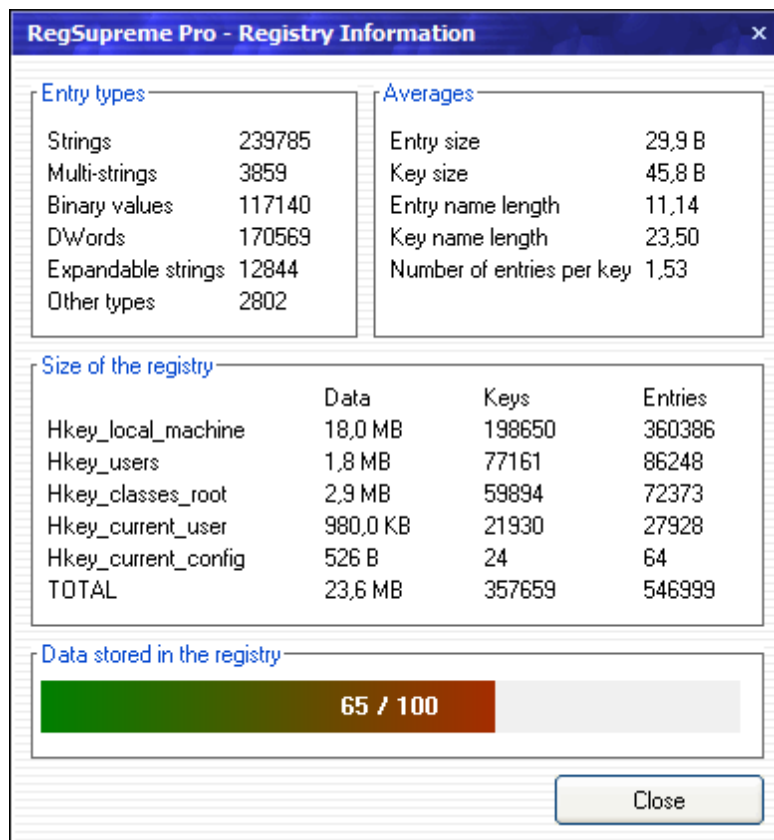 RegSupreme Pro - Registry Information
Entry types
Strings 239785
Multi-strings 3859
Binary values 117140
DWords 170569
Expandable strings 12844
Other types 2802
Averages
Entry size 29,9 B
Key size 45,8 B
Entry name length 11,14
Key name length 23,50
Number of entries per key 1,53
Size of the registry
Data Keys Entries
Hkey_local_machine 18,0 MB 198650 360386
Hkey_users 1,8 MB 77161 86248
Hkey_classes_root 2,9 MB 59894 72373
Hkey_current_user 980,0 KB 21930 27928
Hkey_current_config 526 B 24 64
TOTAL 23,6 MB 357659 546999
Data stored in the registry
65 / 100
Close